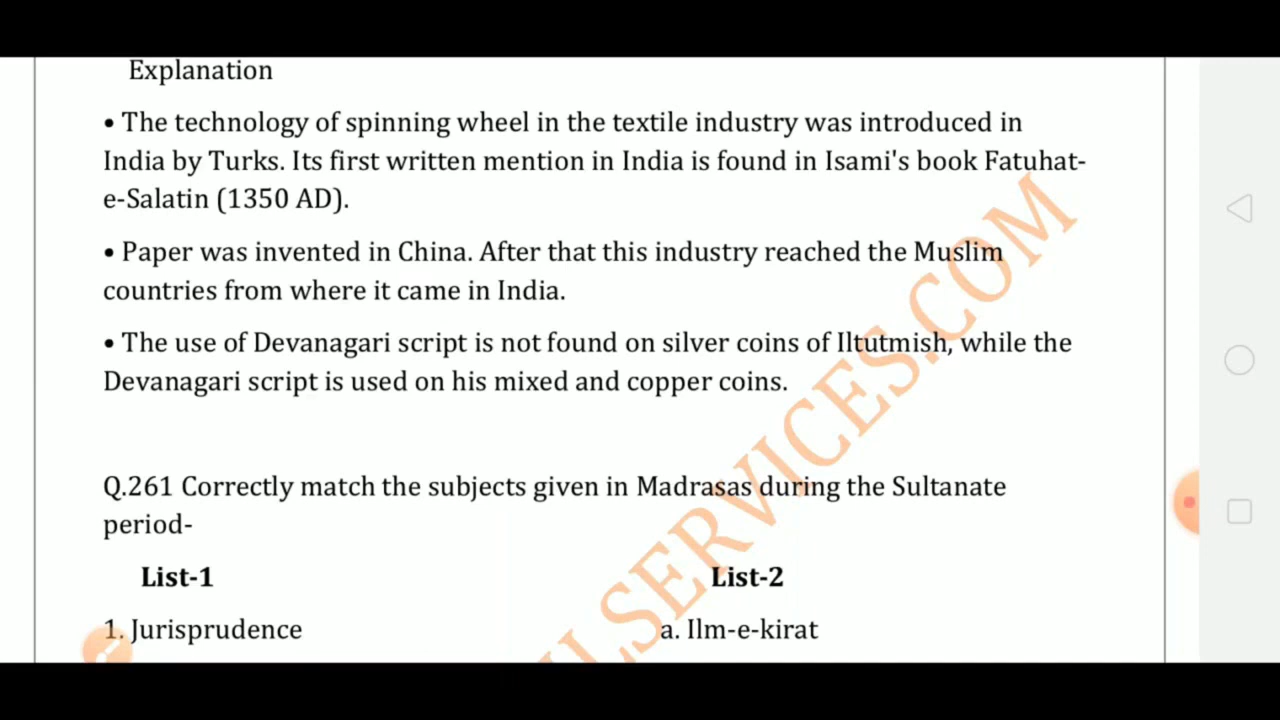 Explanation
• The technology of spinning wheel in the textile industry was introduced in
India by Turks. Its first written mention in India is found in Isami's book Fatuhat-
e-Salatin (1350 AD).
• Paper was invented in China. After that this industry reached the Muslim
countries from where it came in India.
• The use of Devanagari script is not found on silver coins of Iltutmish, while the
Devanagari script is used on his mixed and copper coins.
Q.261 Correctly match the subjects given in Madrasas during the Sultanate
period-
List-1 List-2
1. Jurisprudence a. Ilm-e-kirat
LSERVICES.COM